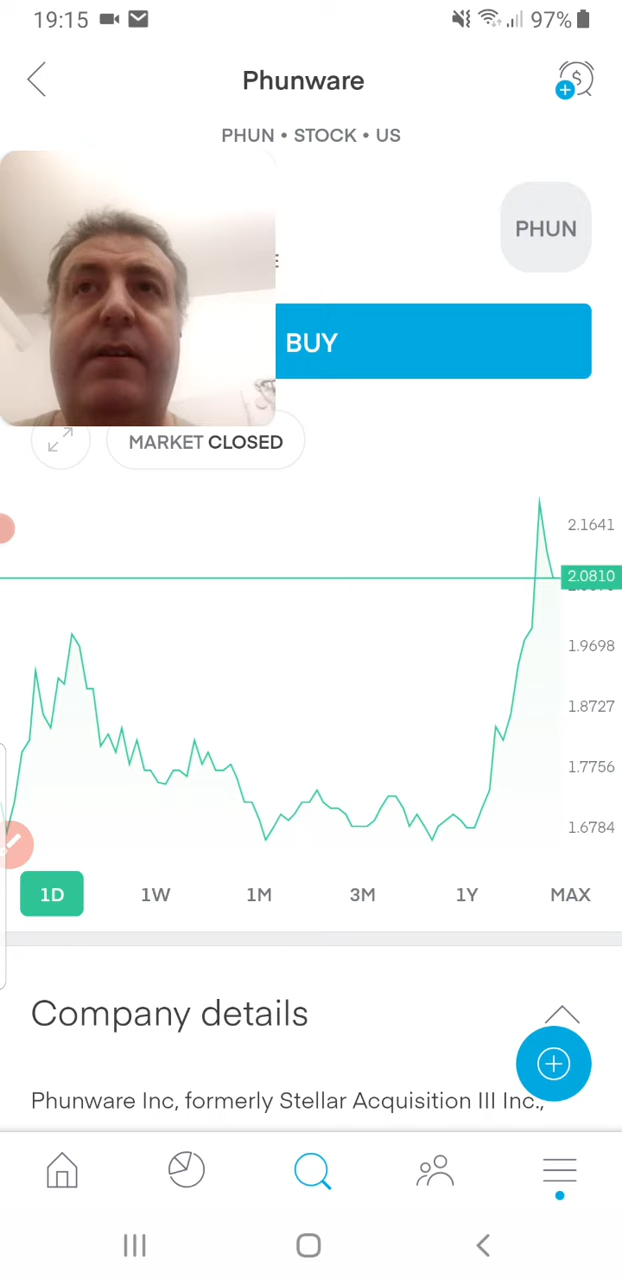 19:15
97%
Phunware
PHUN • STOCK • US
PHUN
BUY
MARKET CLOSED
2.1641
2.0810
1.9698
1.8727
1.7756
1.6784
1D 1W 1M 3M 1Y MAX
Company details
Phunware Inc, formerly Stellar Acquisition III Inc.,